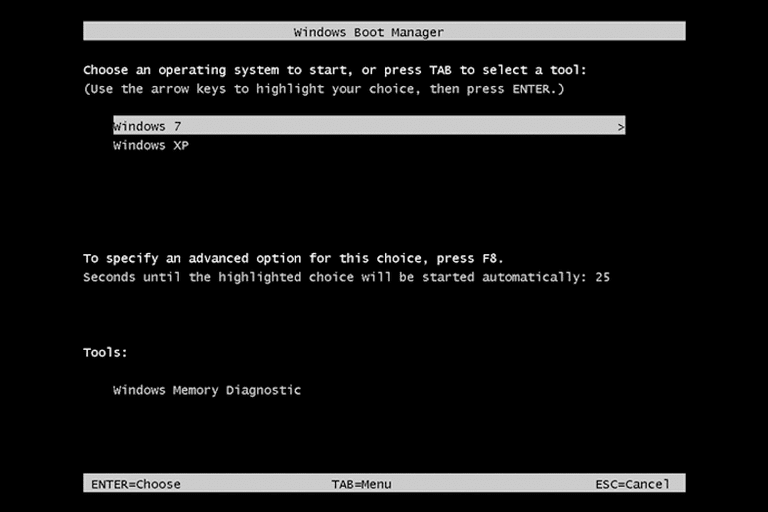 Windows Boot Manager
Choose an operating system to start, or press TAB to select a tool:
(Use the arrow keys to highlight your choice, then press ENTER.)
Windows 7 >
Windows XP
To specify an advanced option for this choice, press F8.
Seconds until the highlighted choice will be started automatically: 25
Tools:
Windows Memory Diagnostic
ENTER=Choose TAB=Menu ESC=Cancel